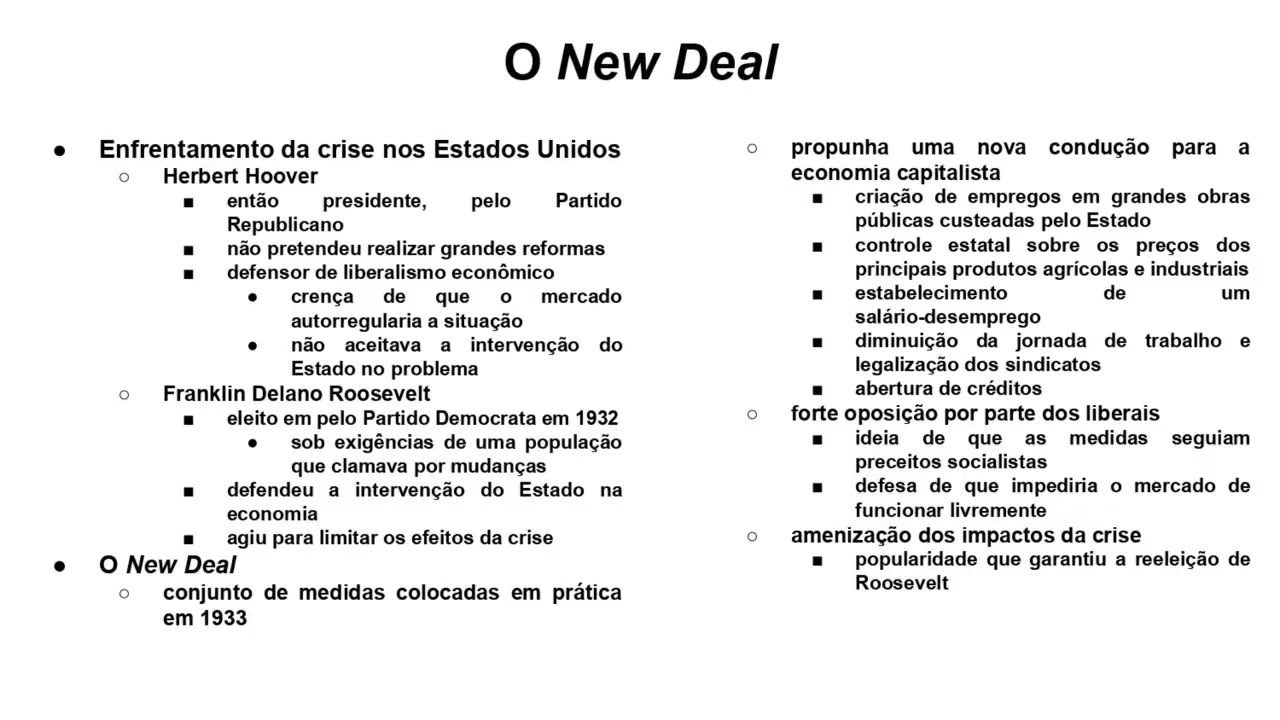 O New Deal
● Enfrentamento da crise nos Estados Unidos
○ Herbert Hoover
■ então presidente, pelo Partido
Republicano
■ não pretendeu realizar grandes reformas
■ defensor de liberalismo econômico
● crença de que o mercado
autorregularia a situação
● não aceitava a intervenção do
Estado no problema
○ Franklin Delano Roosevelt
■ eleito em pelo Partido Democrata em 1932
● sob exigências de uma população
que clamava por mudanças
■ defendeu a intervenção do Estado na
economia
■ agiu para limitar os efeitos da crise
● O New Deal
○ conjunto de medidas colocadas em prática
em 1933
○ propunha uma nova condução para a
economia capitalista
■ criação de empregos em grandes obras
públicas custeadas pelo Estado
■ controle estatal sobre os preços dos
principais produtos agrícolas e industriais
■ estabelecimento de um
salário-desemprego
■ diminuição da jornada de trabalho e
legalização dos sindicatos
■ abertura de créditos
○ forte oposição por parte dos liberais
■ ideia de que as medidas seguiam
preceitos socialistas
■ defesa de que impediria o mercado de
funcionar livremente
○ amenização dos impactos da crise
■ popularidade que garantiu a reeleição de
Roosevelt